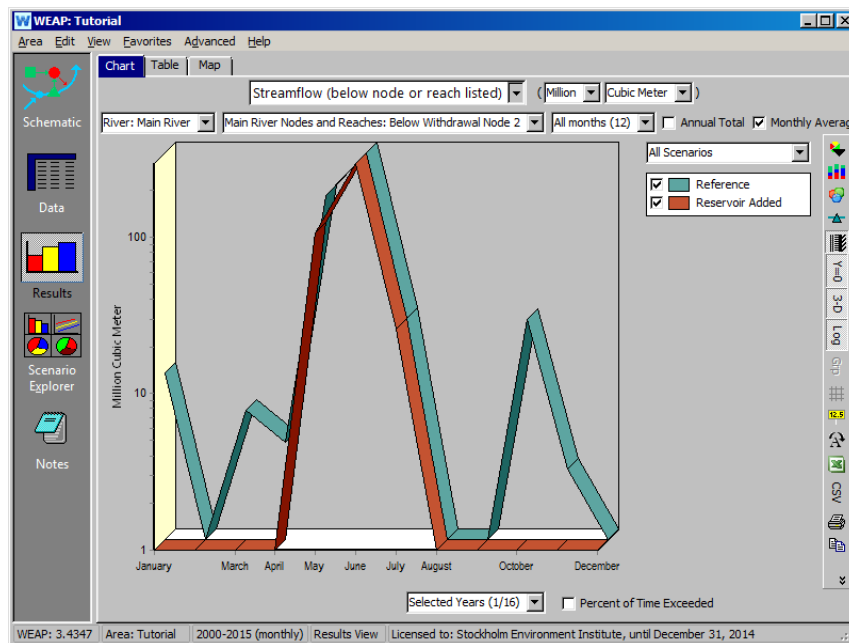 WEAP: Tutorial
Area Edit View Favorites Advanced Help
Chart Table Map
Streamflow (below node or reach listed) ( Million Cubic Meter )
River: Main River Main River Nodes and Reaches: Below Withdrawal Node 2 All months (12) Annual Total Monthly Average
All Scenarios
Reference
Reservoir Added
Schematic
Data
Results
Scenario
Explorer
Notes
Million Cubic Meter
100
10
1
January March April May June July August October December
Y=0
3-D
Log
Grp
12.5
A
CSV
Selected Years (1/16) Percent of Time Exceeded
WEAP: 3.4347 Area: Tutorial 2000-2015 (monthly) Results View Licensed to: Stockholm Environment Institute, until December 31, 2014